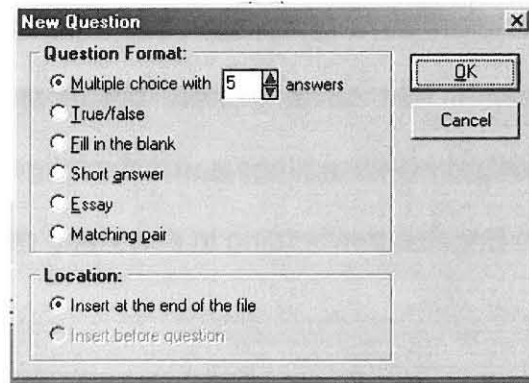 New Question
Question Format:
Multiple choice with 5 answers
True/false
Fill in the blank
Short answer
Essay
Matching pair
OK
Cancel
Location:
Insert at the end of the file
Insert before question